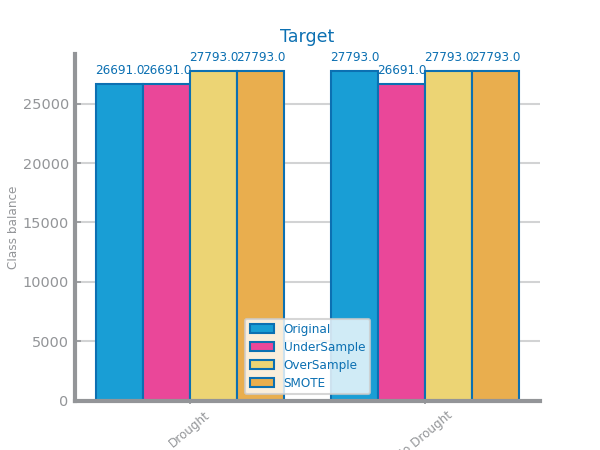 Target
26691.0 26691.0 27793.0 27793.0 27793.0 26691.0 27793.0 27793.0
Class balance
25000
20000
15000
10000
5000
0
Original
UnderSample
OverSample
SMOTE
Drought
Drought